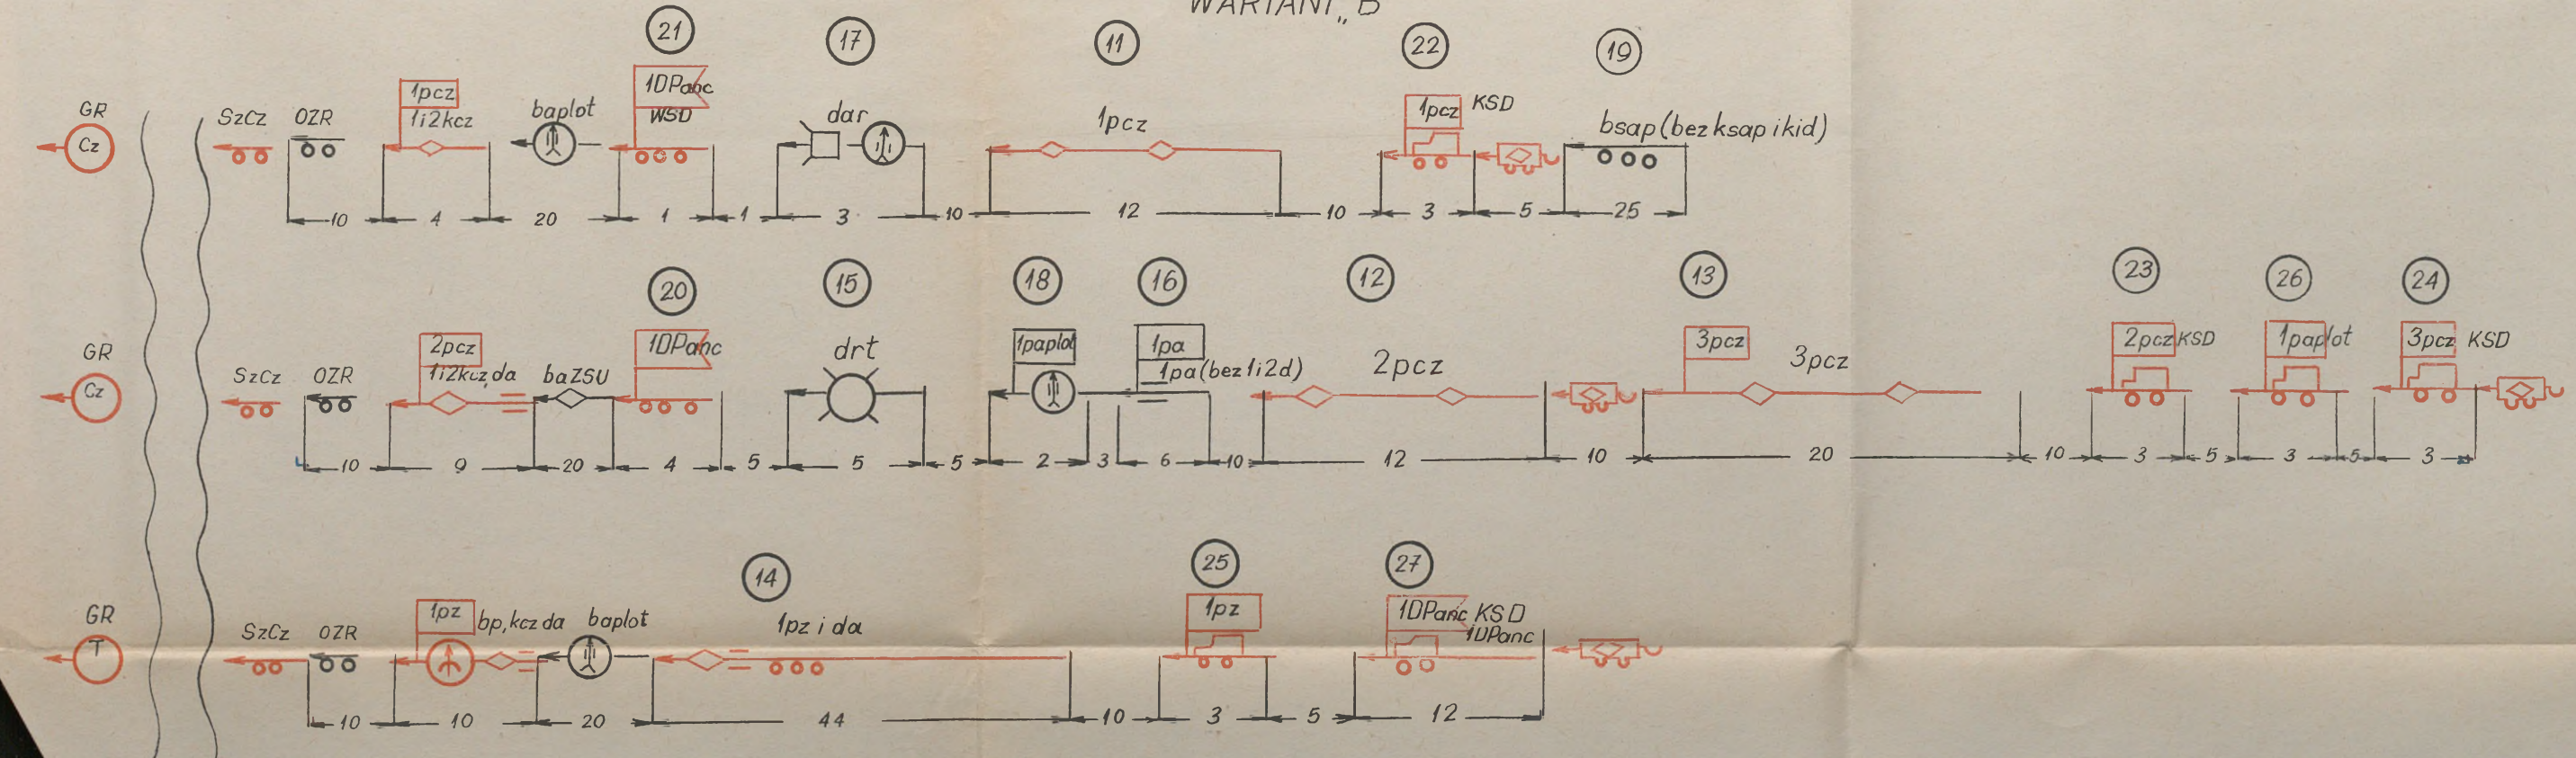 WARIANT „B"
21 17 11 22 19
GR Cz SzCz OZR 1pcz 1i2kcz baplot 1DPanc WSD dar 1pcz 1pcz KSD bsap (bez ksap i kid)
10 4 20 1 1 3 10 12 10 3 5 25
20 15 18 16 12 13 23 26 24
GR Cz SzCz OZR 2pcz 1i2kcz, da baZSU 1DPanc drt 1paplot 1pa 1pa (bez 1i2d) 2pcz 3pcz 3pcz 2pcz KSD 1paplot 3pcz KSD
10 9 20 4 5 5 5 2 3 6 10 12 10 20 10 3 5 3 5 3
14 25 27
GR T SzCz OZR 1pz bp, kcz da baplot 1pz i da 1pz 1DPanc KSD
1DPanc
10 10 20 44 10 3 5 12